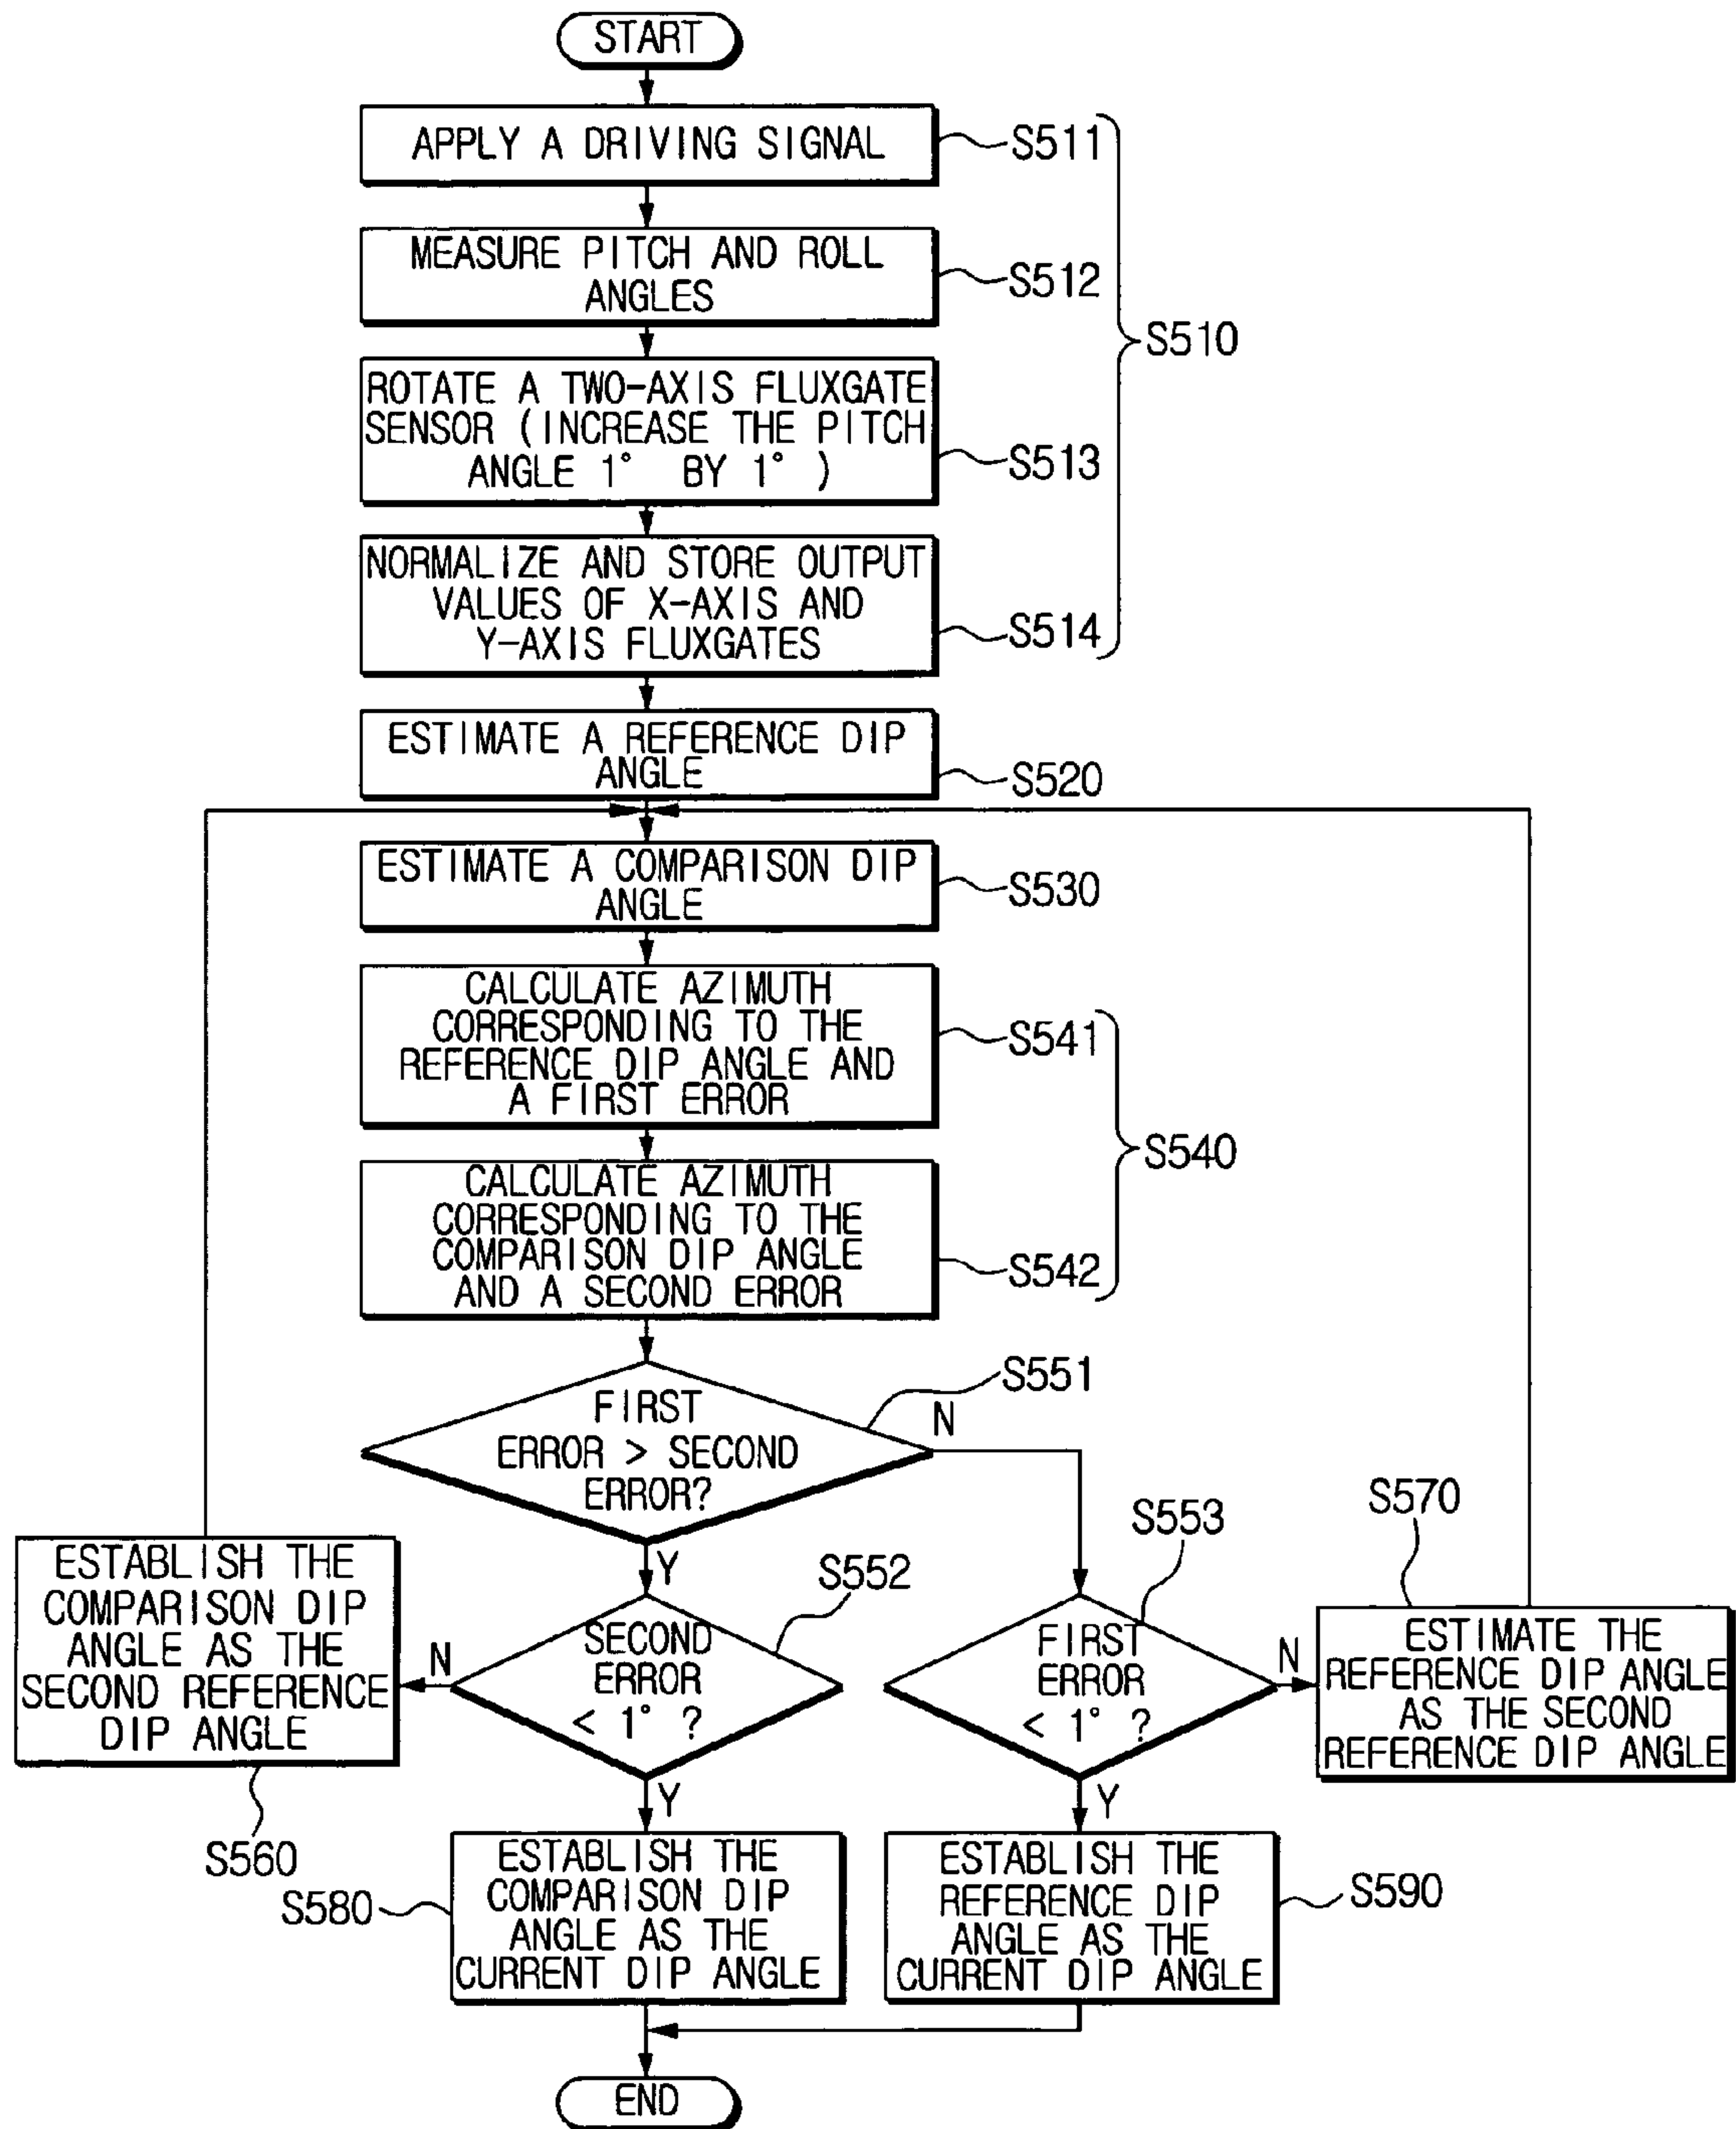 START
APPLY A DRIVING SIGNAL
S511
MEASURE PITCH AND ROLL
ANGLES
S512
S510
ROTATE A TWO-AXIS FLUXGATE
SENSOR (INCREASE THE PITCH
ANGLE 1° BY 1° )
S513
NORMALIZE AND STORE OUTPUT
VALUES OF X-AXIS AND
Y-AXIS FLUXGATES
S514
ESTIMATE A REFERENCE DIP
ANGLE
S520
ESTIMATE A COMPARISON DIP
ANGLE
S530
CALCULATE AZIMUTH
CORRESPONDING TO THE
REFERENCE DIP ANGLE AND
A FIRST ERROR
S541
S540
CALCULATE AZIMUTH
CORRESPONDING TO THE
COMPARISON DIP ANGLE
AND A SECOND ERROR
S542
FIRST
ERROR > SECOND
ERROR?
S551
N
Y
ESTABLISH THE
COMPARISON DIP
ANGLE AS THE
SECOND REFERENCE
DIP ANGLE
S560
N
SECOND
ERROR
< 1° ?
S552
Y
FIRST
ERROR
< 1° ?
S553
N
Y
S570
ESTIMATE THE
REFERENCE DIP ANGLE
AS THE SECOND
REFERENCE DIP ANGLE
S580
ESTABLISH THE
COMPARISON DIP
ANGLE AS THE
CURRENT DIP ANGLE
ESTABLISH THE
REFERENCE DIP
ANGLE AS THE
CURRENT DIP ANGLE
S590
END